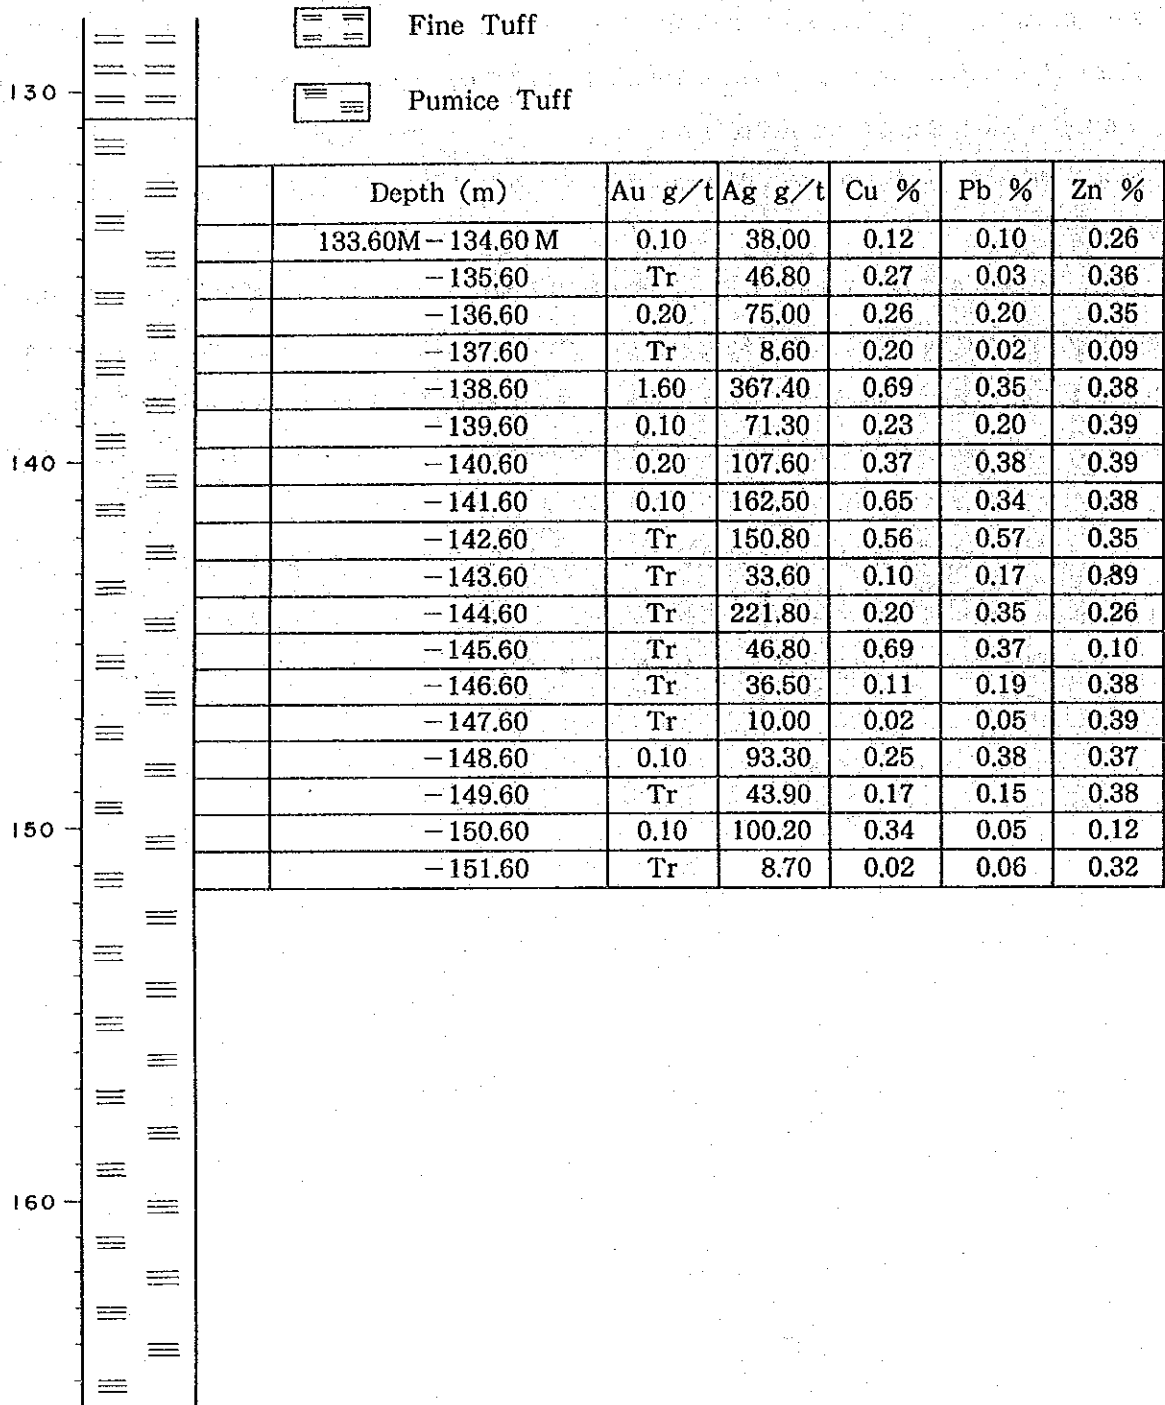 Fine Tuff
130
Pumice Tuff
Depth (m) Au g/t Ag g/t Cu % Pb % Zn %
133.60M－134.60M 0.10 38.00 0.12 0.10 0.26
－135.60 Tr 46.80 0.27 0.03 0.36
－136.60 0.20 75.00 0.26 0.20 0.35
－137.60 Tr 8.60 0.20 0.02 0.09
－138.60 1.60 367.40 0.69 0.35 0.38
－139.60 0.10 71.30 0.23 0.20 0.39
140 －140.60 0.20 107.60 0.37 0.38 0.39
－141.60 0.10 162.50 0.65 0.34 0.38
－142.60 Tr 150.80 0.56 0.57 0.35
－143.60 Tr 33.60 0.10 0.17 0.89
－144.60 Tr 221.80 0.20 0.35 0.26
－145.60 Tr 46.80 0.69 0.37 0.10
－146.60 Tr 36.50 0.11 0.19 0.38
－147.60 Tr 10.00 0.02 0.05 0.39
－148.60 0.10 93.30 0.25 0.38 0.37
－149.60 Tr 43.90 0.17 0.15 0.38
150 －150.60 0.10 100.20 0.34 0.05 0.12
－151.60 Tr 8.70 0.02 0.06 0.32
160